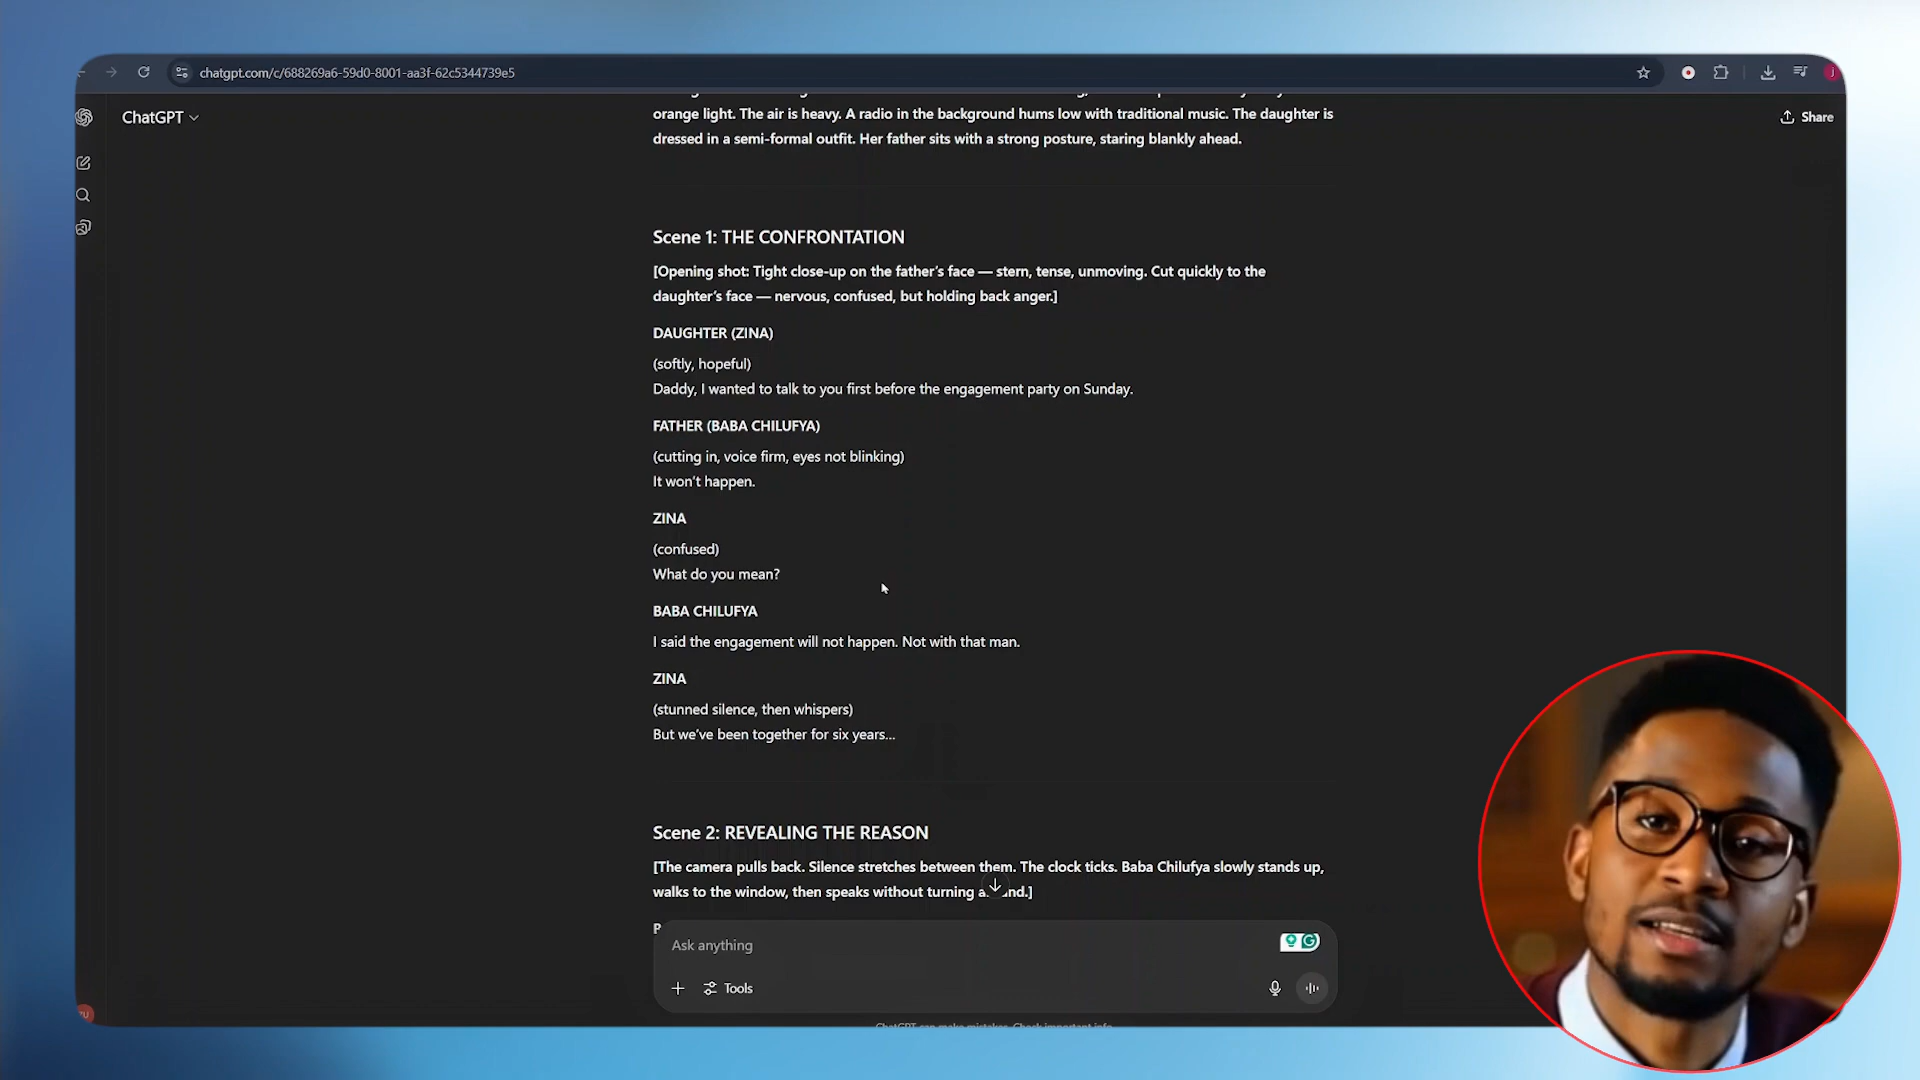 chatgpt.com/c/688269a6-59d0-8001-aa3f-62c5344739e5
ChatGPT
Share
orange light. The air is heavy. A radio in the background hums low with traditional music. The daughter is
dressed in a semi-formal outfit. Her father sits with a strong posture, staring blankly ahead.
Scene 1: THE CONFRONTATION
[Opening shot: Tight close-up on the father’s face — stern, tense, unmoving. Cut quickly to the
daughter’s face — nervous, confused, but holding back anger.]
DAUGHTER (ZINA)
(softly, hopeful)
Daddy, I wanted to talk to you first before the engagement party on Sunday.
FATHER (BABA CHILUFYA)
(cutting in, voice firm, eyes not blinking)
It won’t happen.
ZINA
(confused)
What do you mean?
BABA CHILUFYA
I said the engagement will not happen. Not with that man.
ZINA
(stunned silence, then whispers)
But we’ve been together for six years...
Scene 2: REVEALING THE REASON
[The camera pulls back. Silence stretches between them. The clock ticks. Baba Chilufya slowly stands up,
walks to the window, then speaks without turning around.]
Ask anything
Tools
ChatGPT can make mistakes. Check important info.